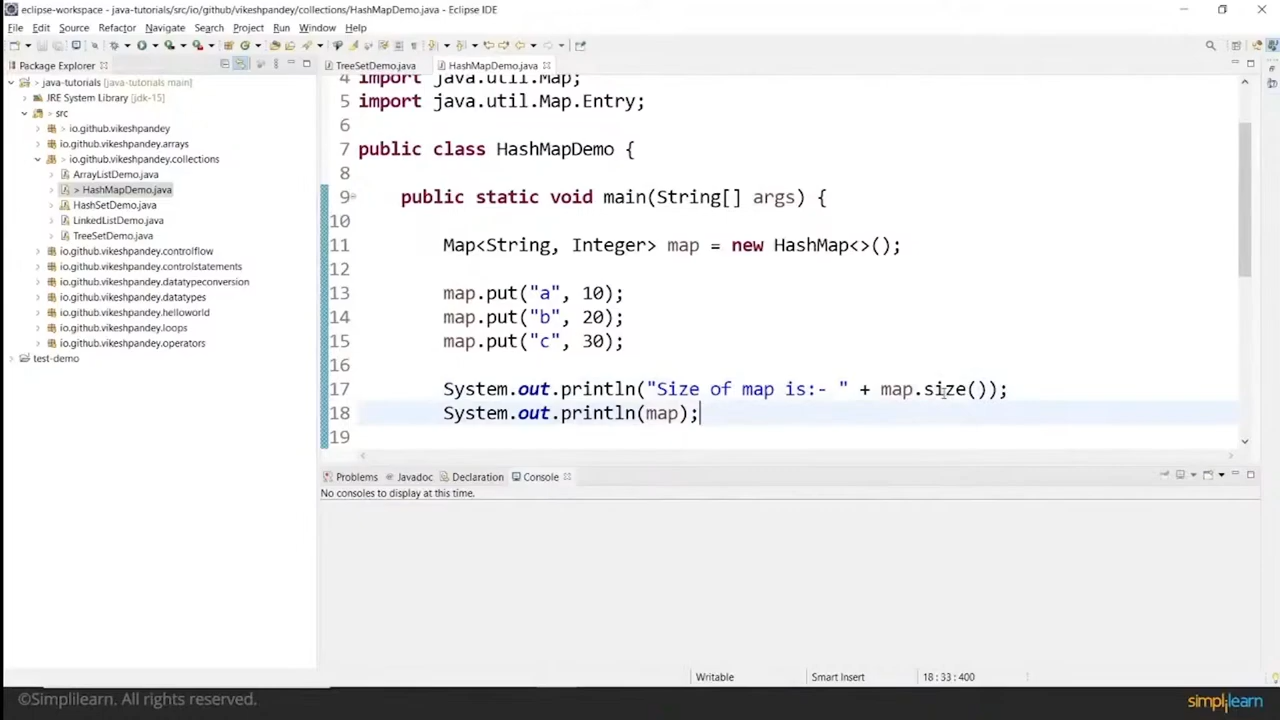 eclipse-workspace - java-tutorials/src/io/github/vikeshpandey/collections/HashMapDemo.java - Eclipse IDE
File Edit Source Refactor Navigate Search Project Run Window Help
Package Explorer
TreeSetDemo.java
HashMapDemo.java
java-tutorials [java-tutorials main]
JRE System Library [jdk-15]
src
> io.github.vikeshpandey
io.github.vikeshpandey.arrays
> io.github.vikeshpandey.collections
ArrayListDemo.java
> HashMapDemo.java
HashSetDemo.java
LinkedListDemo.java
TreeSetDemo.java
io.github.vikeshpandey.controlflow
io.github.vikeshpandey.controlstatements
io.github.vikeshpandey.datatypeconversion
io.github.vikeshpandey.datatypes
io.github.vikeshpandey.helloworld
io.github.vikeshpandey.loops
io.github.vikeshpandey.operators
test-demo
4 import java.util.Map;
5 import java.util.Map.Entry;
6
7 public class HashMapDemo {
8
9 public static void main(String[] args) {
10
11 Map<String, Integer> map = new HashMap<>();
12
13 map.put("a", 10);
14 map.put("b", 20);
15 map.put("c", 30);
16
17 System.out.println("Size of map is:- " + map.size());
18 System.out.println(map);
19
Problems Javadoc Declaration Console
No consoles to display at this time.
Writable Smart Insert 18 : 33 : 400
©Simplilearn. All rights reserved.
simplilearn